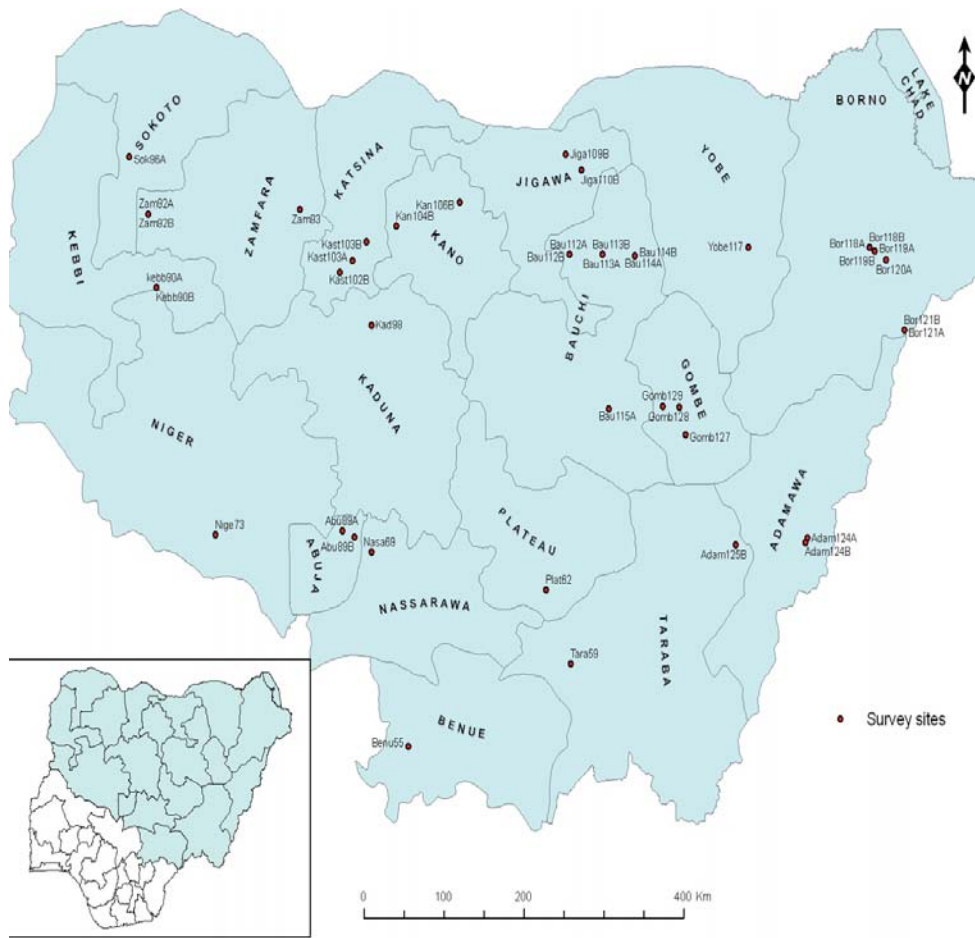 N
LAKE
CHAD
BORNO
SOKOTO
Sok96A
KATSINA
YOBE
Jiga109B
JIGAWA
Jiga110B
Zam92A
Zam92B
ZAMFARA
Zam93
Kan106B
Kan104B
KANO
KEBBI
Kast103B
Kast103A
Kast102B
Bau112A
Bau112B
Bau113B
Bau113A
Bau114B
Bau114A
Yobe117
Bor118A
Bor118B
Bor119A
Bor119B
Bor120A
kebb90A
Kebb90B
Bor121B
Bor121A
Kad98
BAUCHI
KADUNA
GOMBE
Gomb129
Gomb128
Bau115A
Gomb127
NIGER
ADAMAWA
Nige73
Abu89A
Abu89B
Nasa69
ABUJA
PLATEAU
Adam125B
Adam124A
Adam124B
Plat62
NASSARAWA
TARABA
Tara59
BENUE
Benu55
Survey sites
0 100 200 400 Km